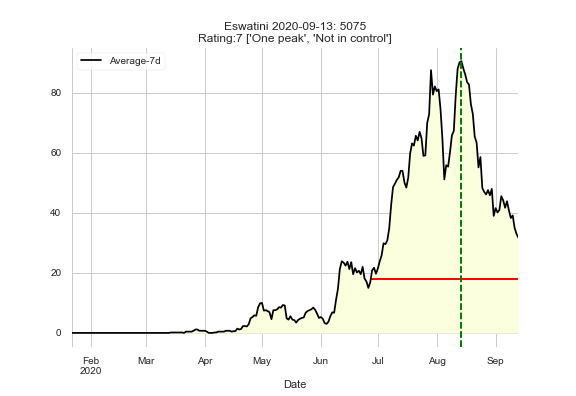 Eswatini 2020-09-13: 5075
Rating:7 ['One peak', 'Not in control']
Average-7d
80
60
40
20
0
Feb Mar Apr May Jun Jul Aug Sep
2020
Date